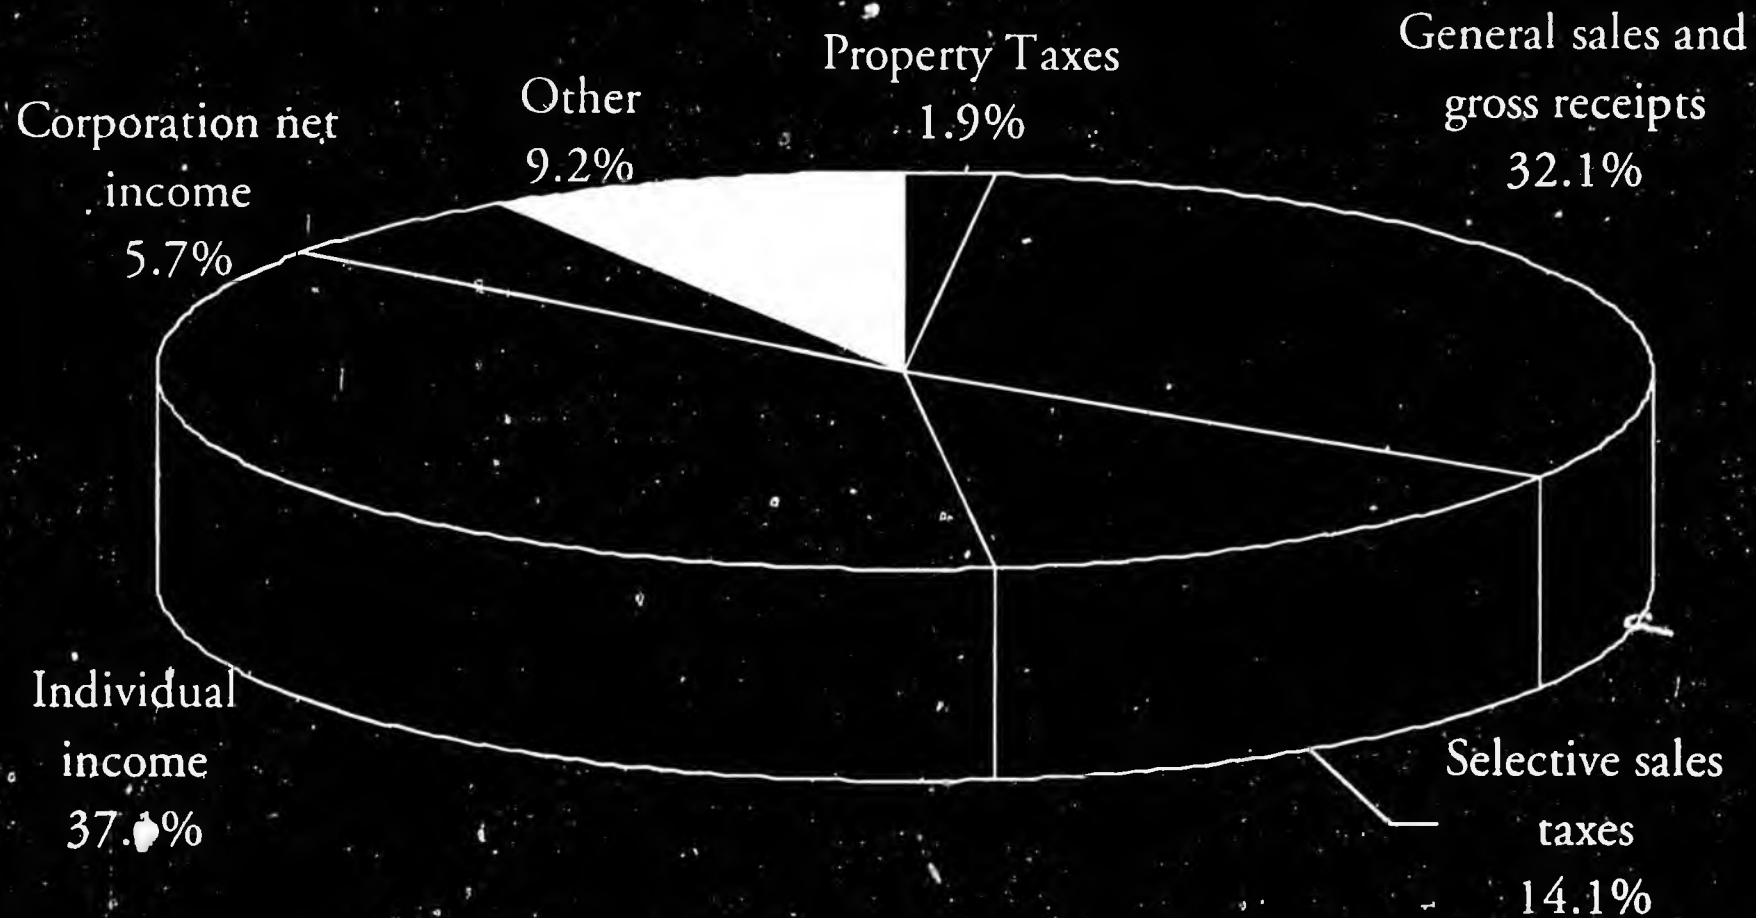 Property Taxes
1.9%
General sales and
gross receipts
32.1%
Other
9.2%
Corporation net
income
5.7%
Individual
income
Selective sales
taxes
14.1%